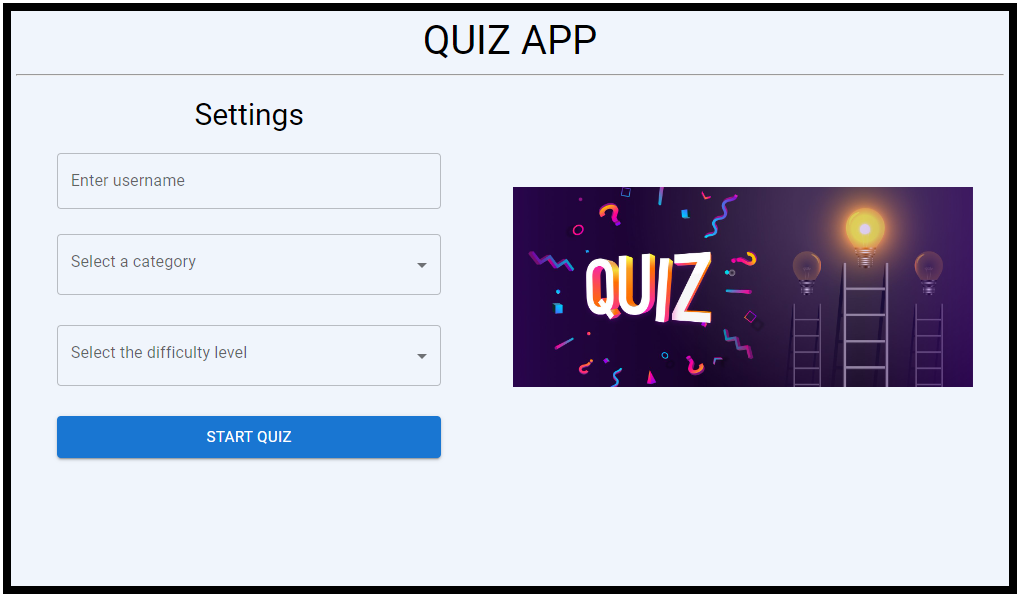 QUIZ APP
Settings
Enter username
Select a category
Select the difficulty level
START QUIZ
QUIZ